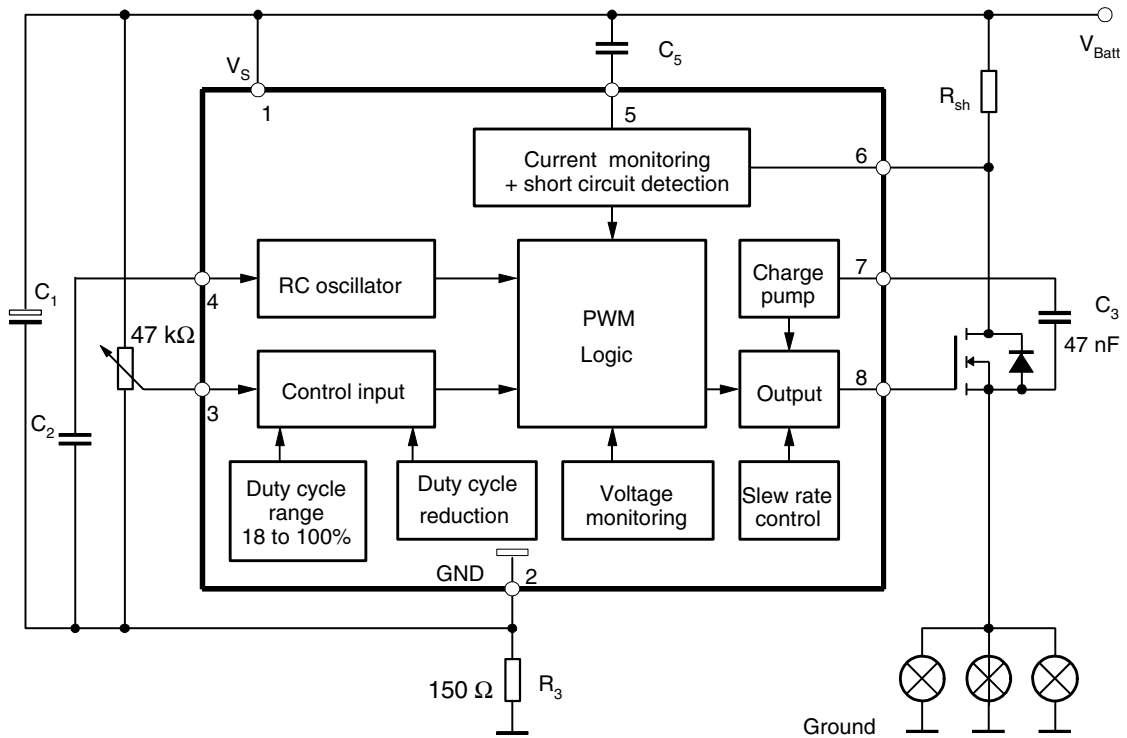 V_Batt
C_5
V_S
1
5
R_sh
Current monitoring
+ short circuit detection
6
C_1
4
RC oscillator
PWM
Logic
Charge
pump
7
C_3
47 nF
47 kΩ
3
Control input
Output
8
C_2
Duty cycle
range
18 to 100%
Duty cycle
reduction
Voltage
monitoring
Slew rate
control
GND
2
150 Ω
R_3
Ground